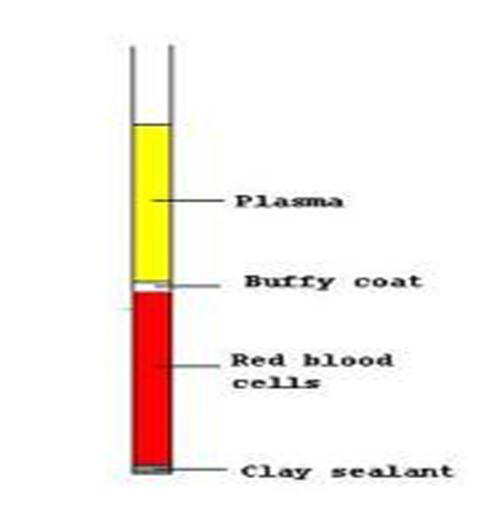 Plasma
Buffy coat
Red blood
cells
Clay sealant